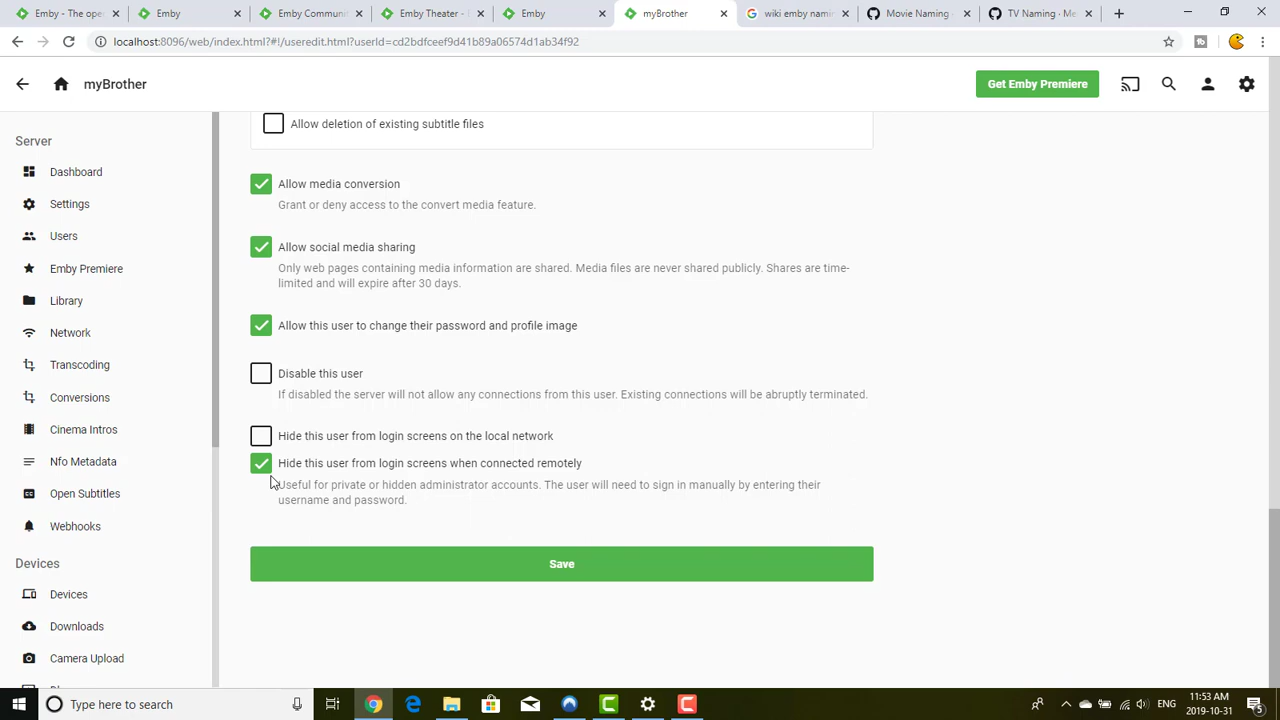 Emby - The ope
Emby
Emby Commun
Emby Theater -
Emby
myBrother
wiki emby nami
Movie Naming
TV Naming - Me
localhost:8096/web/index.html?#!/useredit.html?userId=cd2bdfceef9d41b89a06574d1ab34f92
myBrother
Get Emby Premiere
Server
Dashboard
Settings
Users
Emby Premiere
Library
Network
Transcoding
Conversions
Cinema Intros
Nfo Metadata
Open Subtitles
Webhooks
Devices
Devices
Downloads
Camera Upload
Allow deletion of existing subtitle files
Allow media conversion
Grant or deny access to the convert media feature.
Allow social media sharing
Only web pages containing media information are shared. Media files are never shared publicly. Shares are time-
limited and will expire after 30 days.
Allow this user to change their password and profile image
Disable this user
If disabled the server will not allow any connections from this user. Existing connections will be abruptly terminated.
Hide this user from login screens on the local network
Hide this user from login screens when connected remotely
Useful for private or hidden administrator accounts. The user will need to sign in manually by entering their
username and password.
Save
Type here to search
ENG
11:53 AM
2019-10-31
5